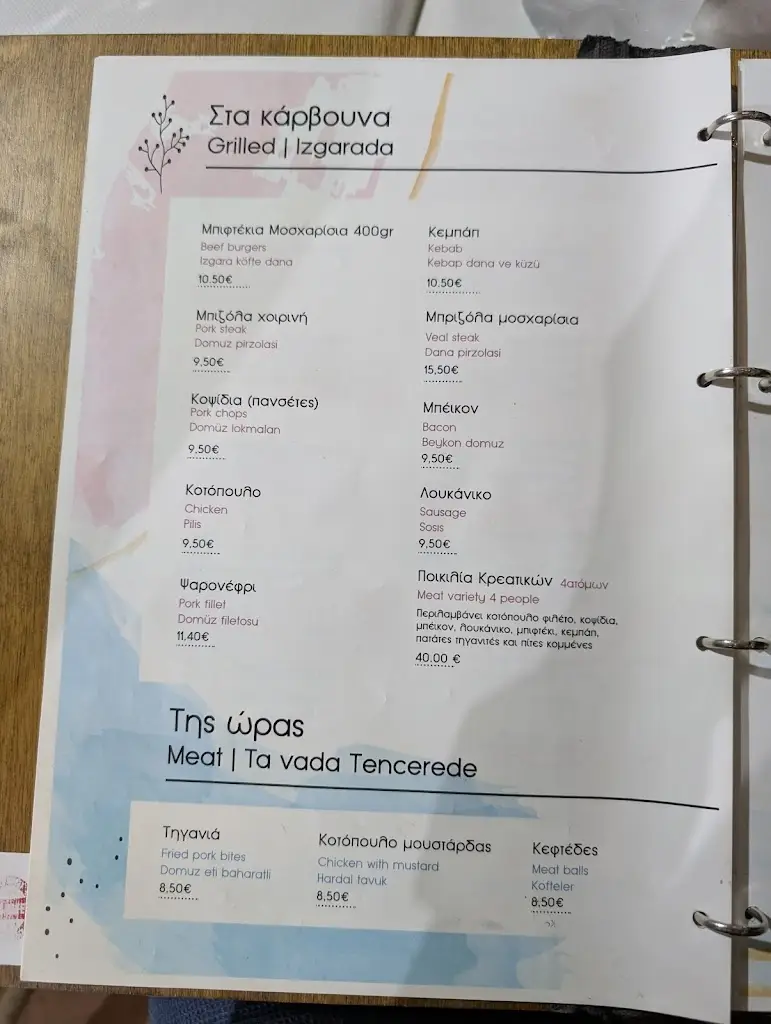 Στα κάρβουνα
Grilled | Izgarada
Μπιφτέκια Μοσχαρίσια 400gr
Beef burgers
Izgara köfte dana
10.50€
Μπιζόλα χοιρινή
Pork steak
Domuz pirzolasi
9,50€
Κοψίδια (πανσέτες)
Pork chops
Domüz lokmaları
9,50€
Κοτόπουλο
Chicken
Pilis
9.50€
Ψαρονέφρι
Pork fillet
Domüz filetosu
11,40€
Κεμπάπ
Kebab
Kebap dana ve küzü
10.50€
Μπριζόλα μοσχαρίσια
Veal steak
Dana pirzolasi
15,50€
Μπέικον
Bacon
Beykon domuz
9,50€
Λουκάνικο
Sausage
Sosis
9,50€
Ποικιλία Κρεατικών 4ατόμων
Meat variety 4 people
Περιλαμβάνει κοτόπουλο φιλέτο, κοψίδια,
μπέικον, λουκάνικο, μπιφτέκι, κεμπάπ,
πατάτες τηγανιτές και πίτες κομμένες
40.00 €
Της ώρας
Meat | Ta vada Tencerede
Τηγανιά
Fried pork bites
Domuz eti baharatli
8,50€
Κοτόπουλο μουστάρδας
Chicken with mustard
Hardal tavuk
8,50€
Κεφτέδες
Meat balls
Kofteler
8.50€